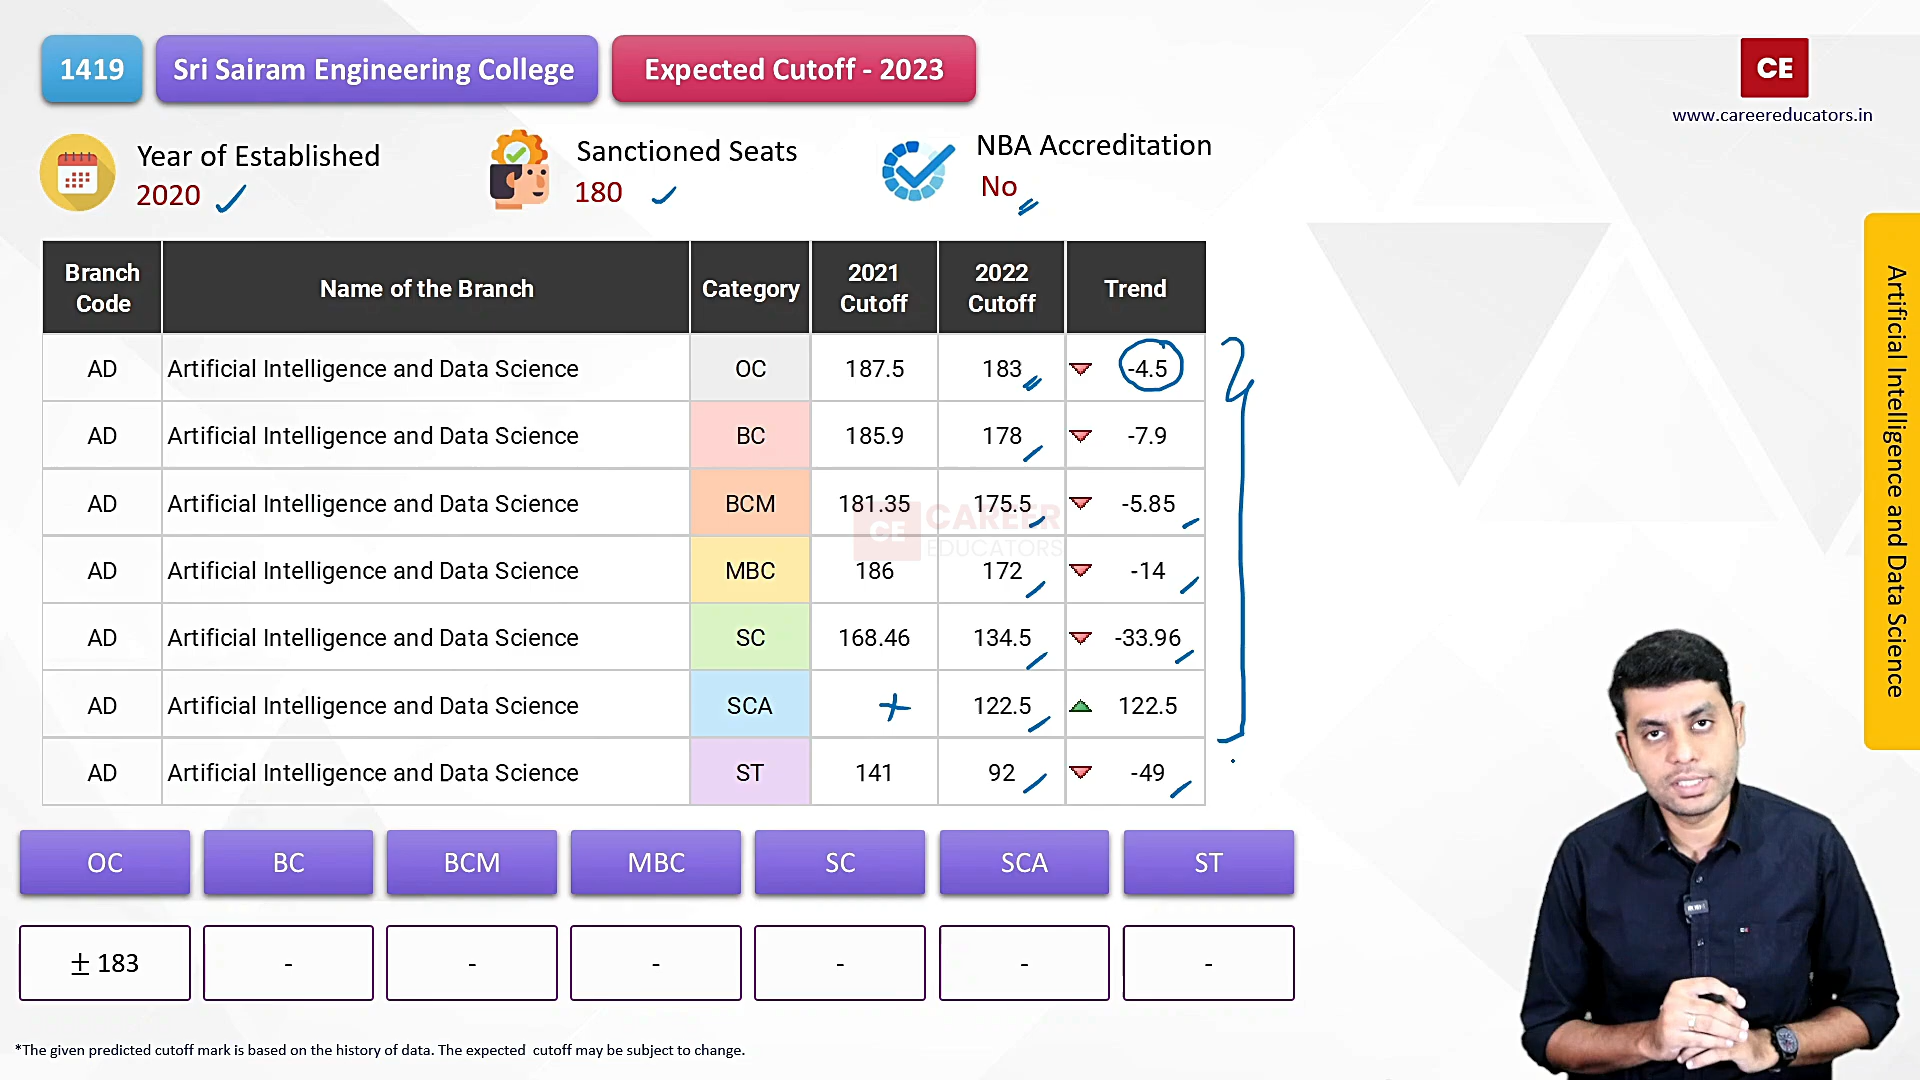 1419 Sri Sairam Engineering College Expected Cutoff - 2023
CE
www.careereducators.in
Year of Established
2020
Sanctioned Seats
180
NBA Accreditation
No
Branch Code Name of the Branch Category 2021 Cutoff 2022 Cutoff Trend
AD Artificial Intelligence and Data Science OC 187.5 183 -4.5
AD Artificial Intelligence and Data Science BC 185.9 178 -7.9
AD Artificial Intelligence and Data Science BCM 181.35 175.5 -5.85
AD Artificial Intelligence and Data Science MBC 186 172 -14
AD Artificial Intelligence and Data Science SC 168.46 134.5 -33.96
AD Artificial Intelligence and Data Science SCA + 122.5 122.5
AD Artificial Intelligence and Data Science ST 141 92 -49
CE CAREER
EDUCATORS
OC BC BCM MBC SC SCA ST
± 183 - - - - - -
*The given predicted cutoff mark is based on the history of data. The expected cutoff may be subject to change.
Artificial Intelligence and Data Science